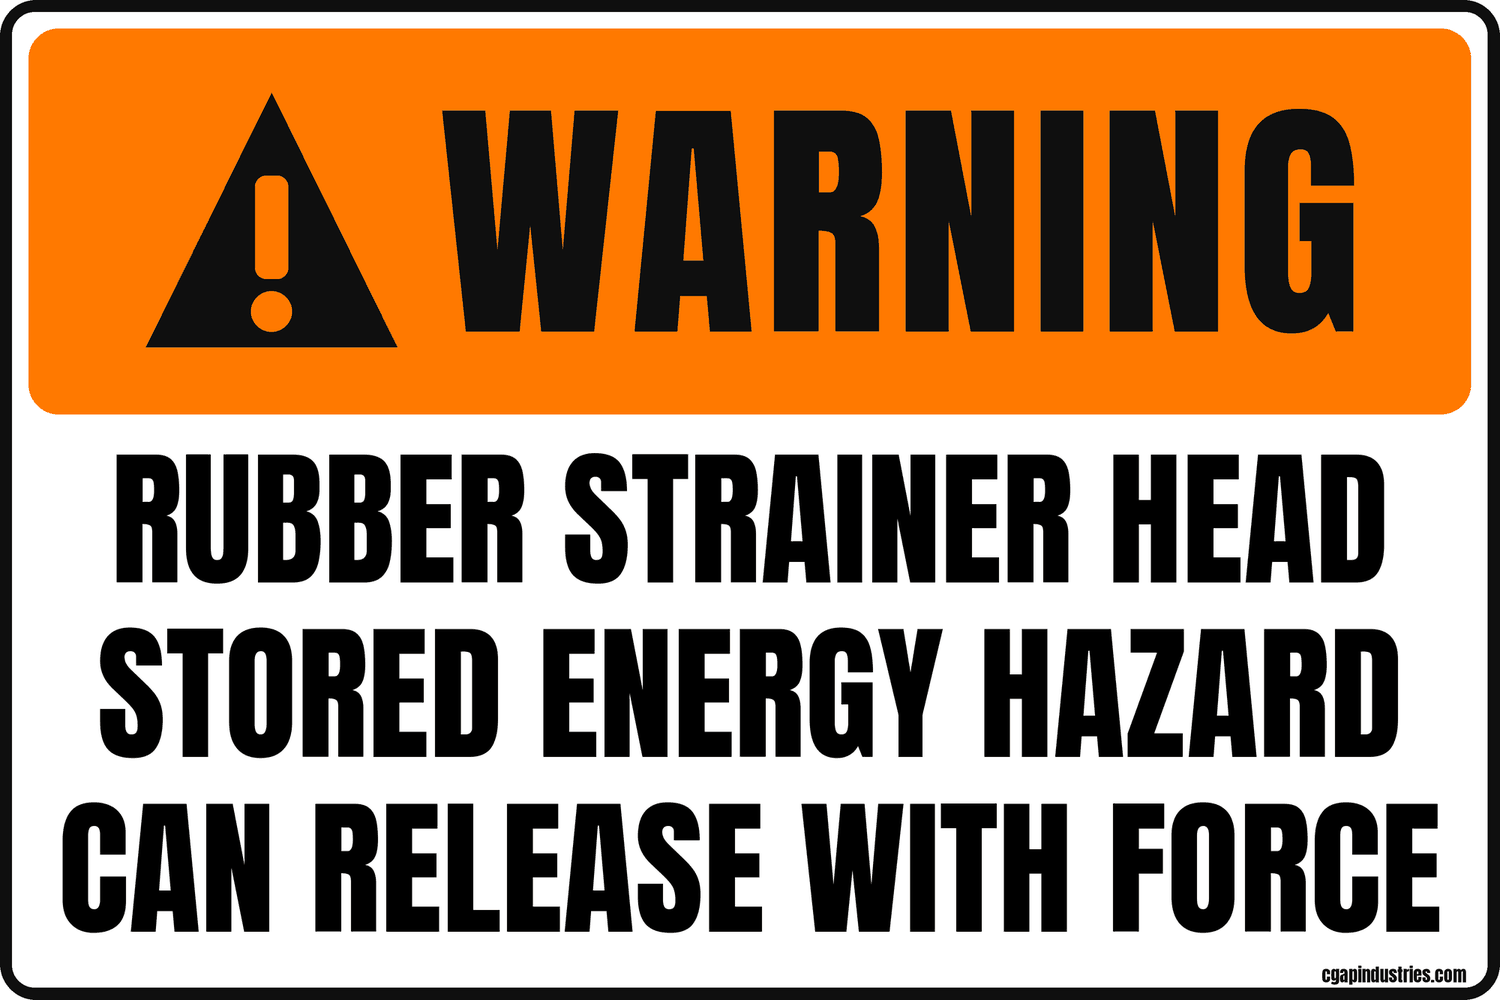 WARNING
RUBBER STRAINER HEAD
STORED ENERGY HAZARD
CAN RELEASE WITH FORCE
cgapindustries.com